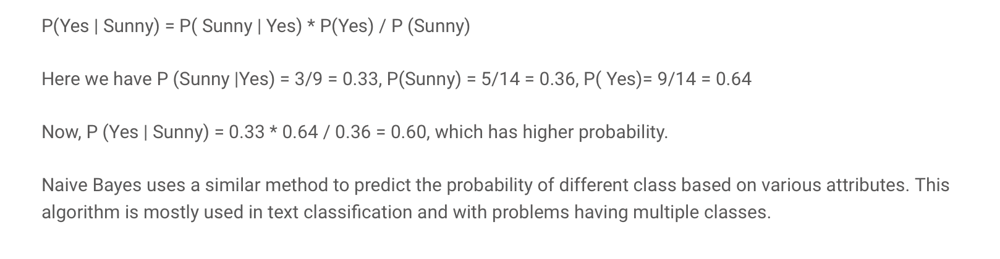 P(Yes | Sunny) = P( Sunny | Yes) * P(Yes) / P (Sunny)
Here we have P (Sunny |Yes) = 3/9 = 0.33, P(Sunny) = 5/14 = 0.36, P( Yes)= 9/14 = 0.64
Now, P (Yes | Sunny) = 0.33 * 0.64 / 0.36 = 0.60, which has higher probability.
Naive Bayes uses a similar method to predict the probability of different class based on various attributes. This
algorithm is mostly used in text classification and with problems having multiple classes.